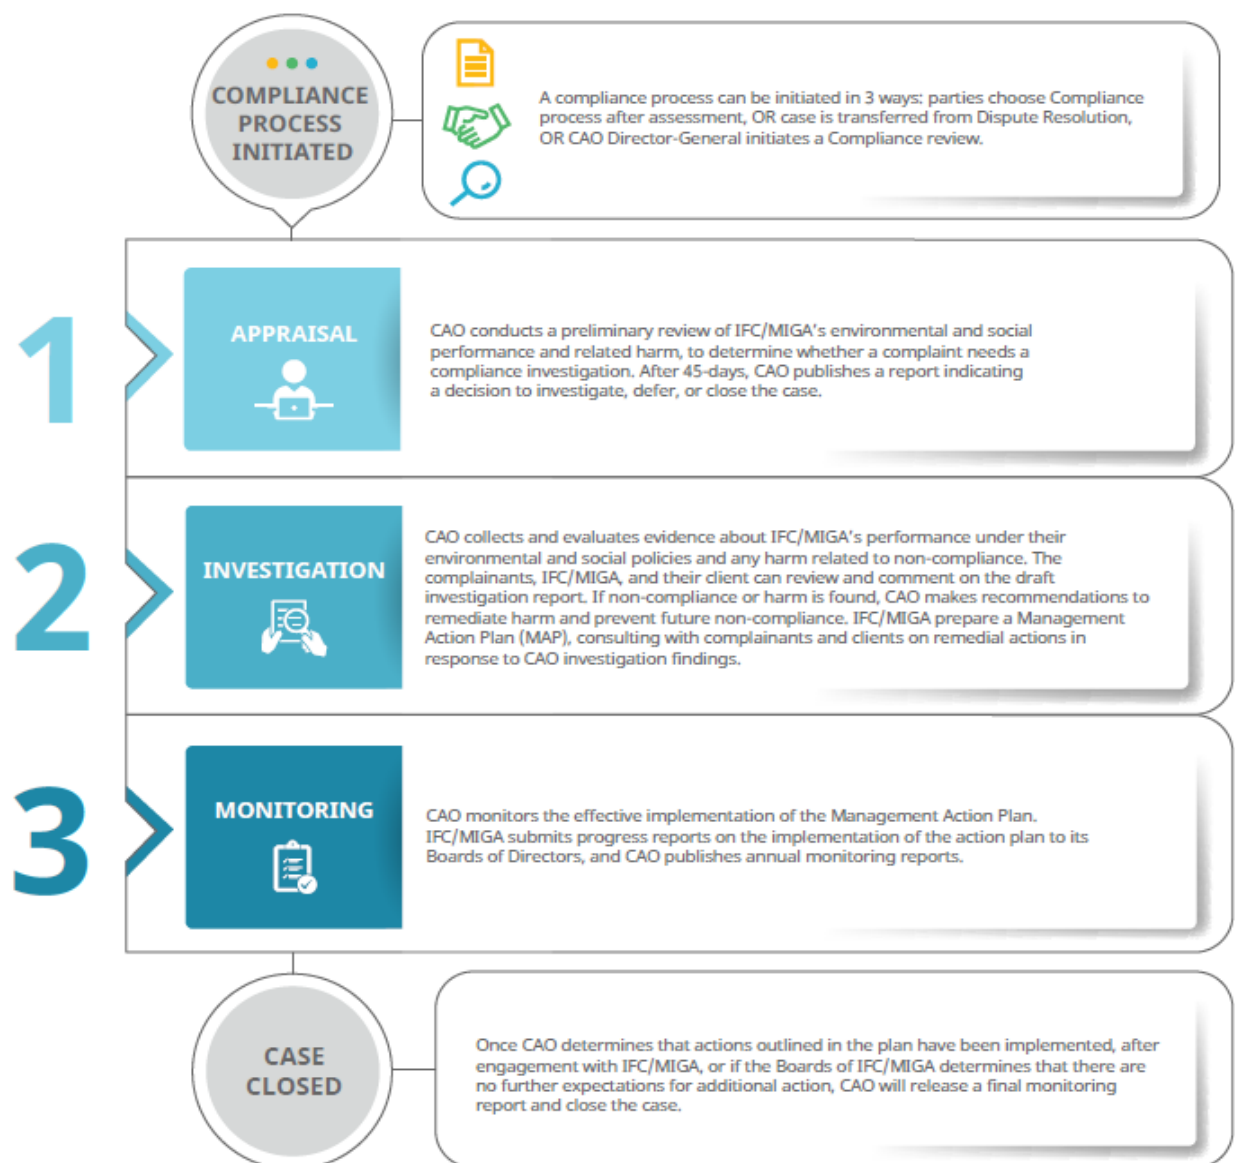 COMPLIANCE
PROCESS
INITIATED
A compliance process can be initiated in 3 ways: parties choose Compliance
process after assessment, OR case is transferred from Dispute Resolution,
OR CAO Director-General initiates a Compliance review.
1
APPRAISAL
CAO conducts a preliminary review of IFC/MIGA's environmental and social
performance and related harm, to determine whether a complaint needs a
compliance investigation. After 45-days, CAO publishes a report indicating
a decision to investigate, defer, or close the case.
2
INVESTIGATION
CAO collects and evaluates evidence about IFC/MIGA's performance under their
environmental and social policies and any harm related to non-compliance. The
complainants, IFC/MIGA, and their client can review and comment on the draft
investigation report. If non-compliance or harm is found, CAO makes recommendations to
remediate harm and prevent future non-compliance. IFC/MIGA prepare a Management
Action Plan (MAP), consulting with complainants and clients on remedial actions in
response to CAO investigation findings.
3
MONITORING
CAO monitors the effective implementation of the Management Action Plan.
IFC/MIGA submits progress reports on the implementation of the action plan to its
Boards of Directors, and CAO publishes annual monitoring reports.
CASE
CLOSED
Once CAO determines that actions outlined in the plan have been implemented, after
engagement with IFC/MIGA, or if the Boards of IFC/MIGA determines that there are
no further expectations for additional action, CAO will release a final monitoring
report and close the case.